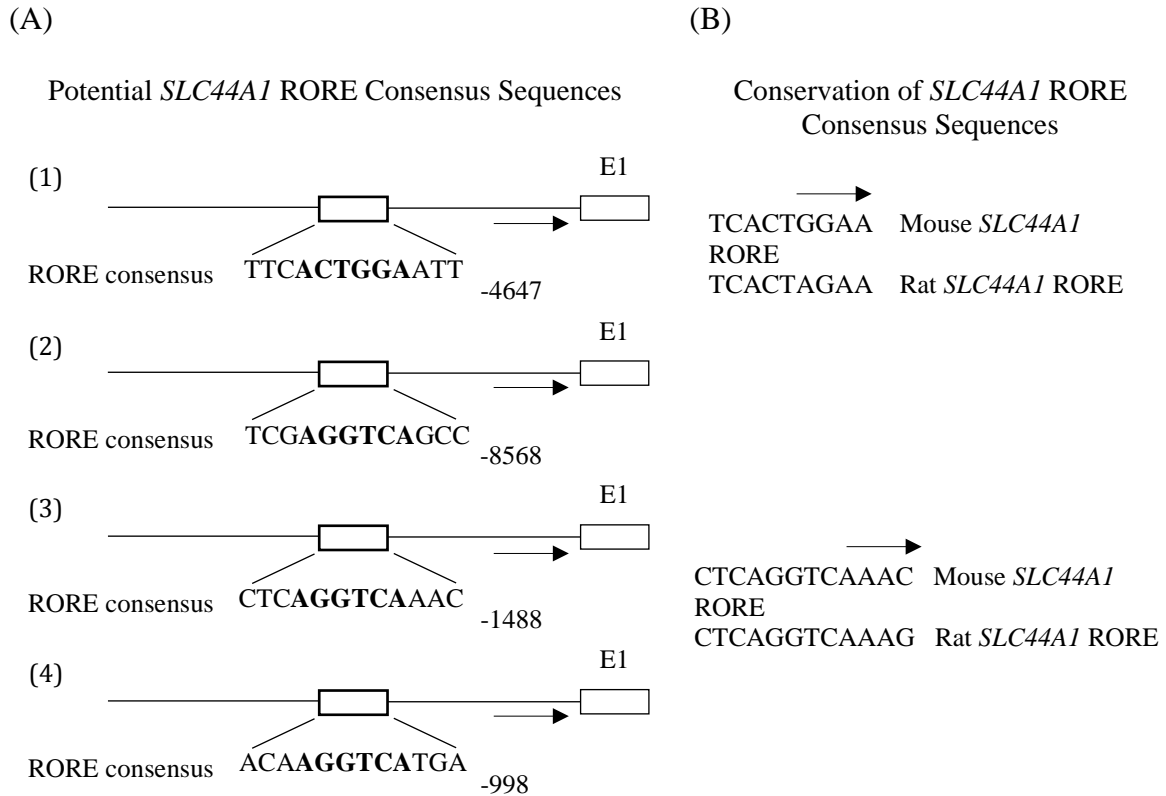 (A)
Potential SLC44A1 RORE Consensus Sequences
(1)
E1
RORE consensus
TTCACTGGAATT
-4647
(2)
E1
RORE consensus
TCGAGGTCAGCC
-8568
(3)
E1
RORE consensus
CTCAGGTCAAAC
-1488
(4)
E1
RORE consensus
ACAAGGTCATGA
-998
(B)
Conservation of SLC44A1 RORE
Consensus Sequences
TCACTGGAA Mouse SLC44A1
RORE
TCACTAGAA Rat SLC44A1 RORE
CTCAGGTCAAAC Mouse SLC44A1
RORE
CTCAGGTCAAAG Rat SLC44A1 RORE